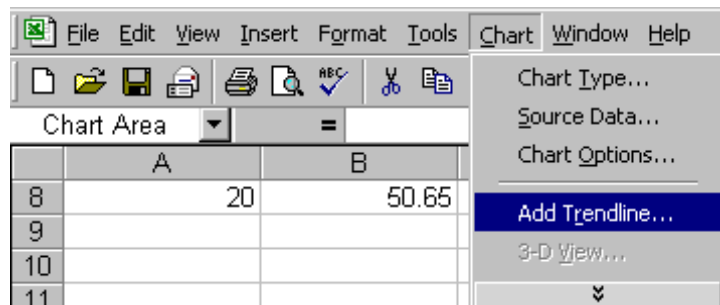 File Edit View Insert Format Tools Chart Window Help
ABC
Chart Type...
Chart Area =
Source Data...
Chart Options...
A B
8 20 50.65
Add Trendline...
9
3-D View...
10
11